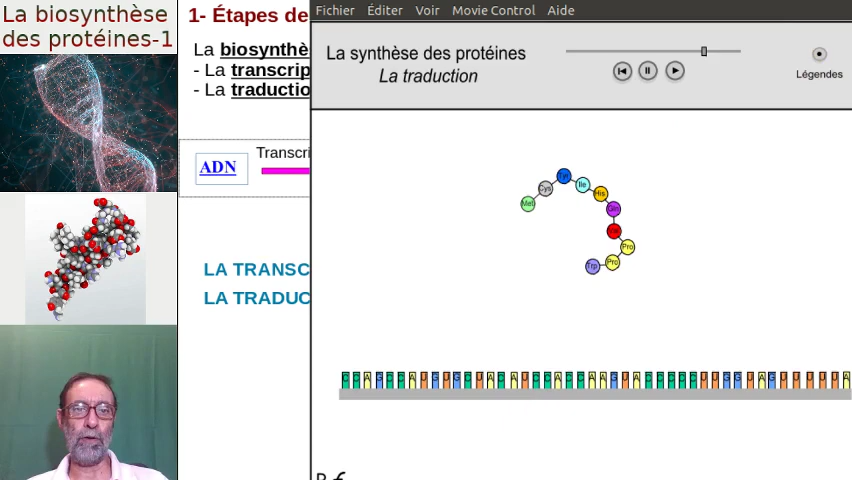 La biosynthèse
des protéines-1
1- Étapes de
La biosynthè
- La transcrip
- La traductio
ADN
Transcri
LA TRANSC
LA TRADUC
Fichier Éditer Voir Movie Control Aide
La synthèse des protéines
La traduction
Légendes
Met Cys Tyr Ile His Gln Pro Pro Trp
C C A G C C A U G U G C U A C A U C C A C C A A G U A C C C C C U U G G U A G U U U U U A